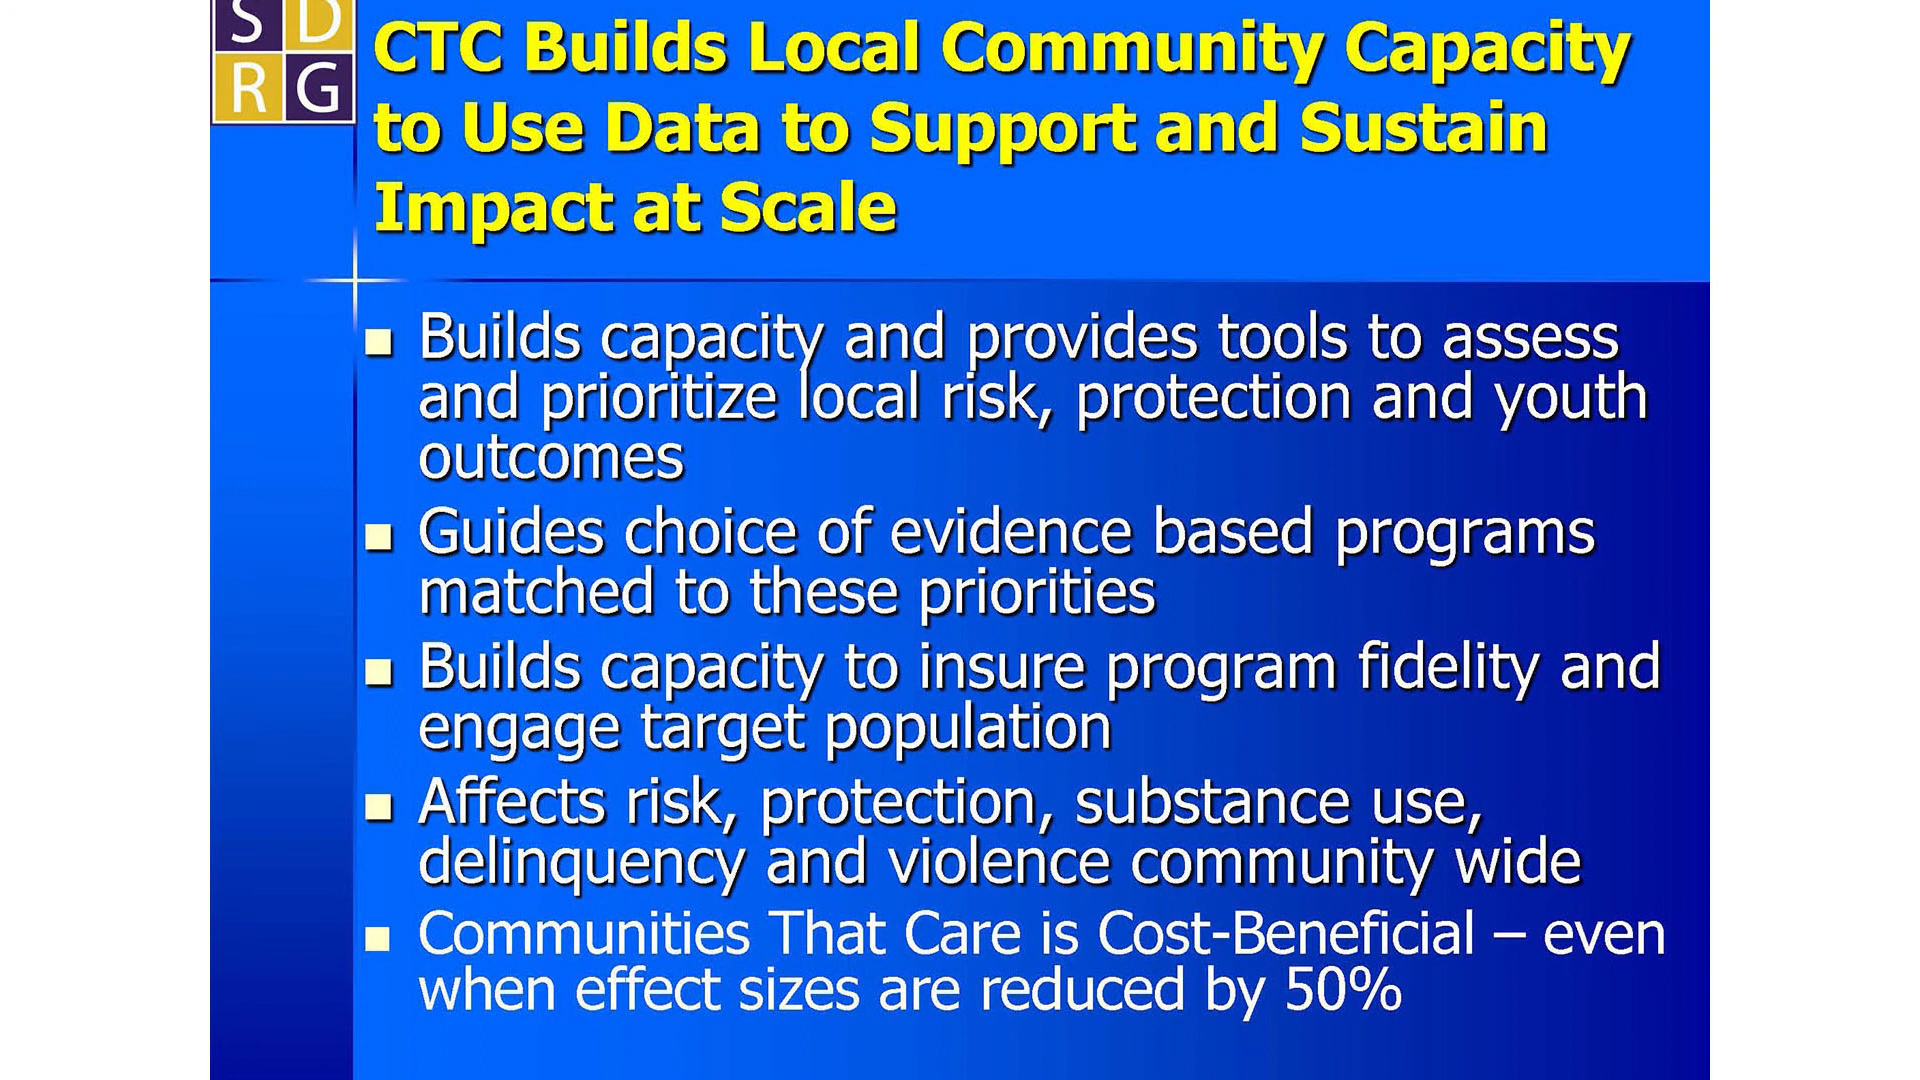 S D
R G
CTC Builds Local Community Capacity
to Use Data to Support and Sustain
Impact at Scale
Builds capacity and provides tools to assess
and prioritize local risk, protection and youth
outcomes
Guides choice of evidence based programs
matched to these priorities
Builds capacity to insure program fidelity and
engage target population
Affects risk, protection, substance use,
delinquency and violence community wide
Communities That Care is Cost-Beneficial – even
when effect sizes are reduced by 50%